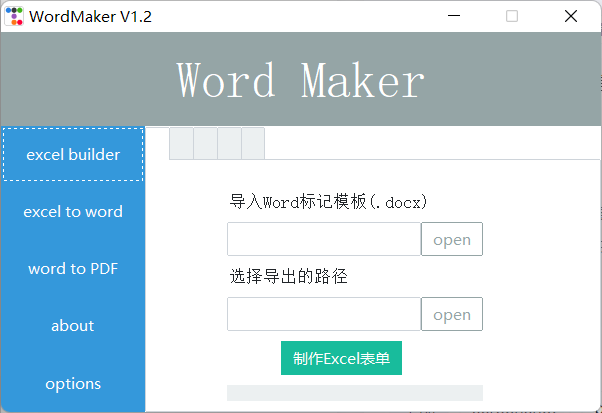 WordMaker V1.2
Word Maker
excel builder
excel to word
word to PDF
about
options
导入Word标记模板(.docx)
open
选择导出的路径
open
制作Excel表单